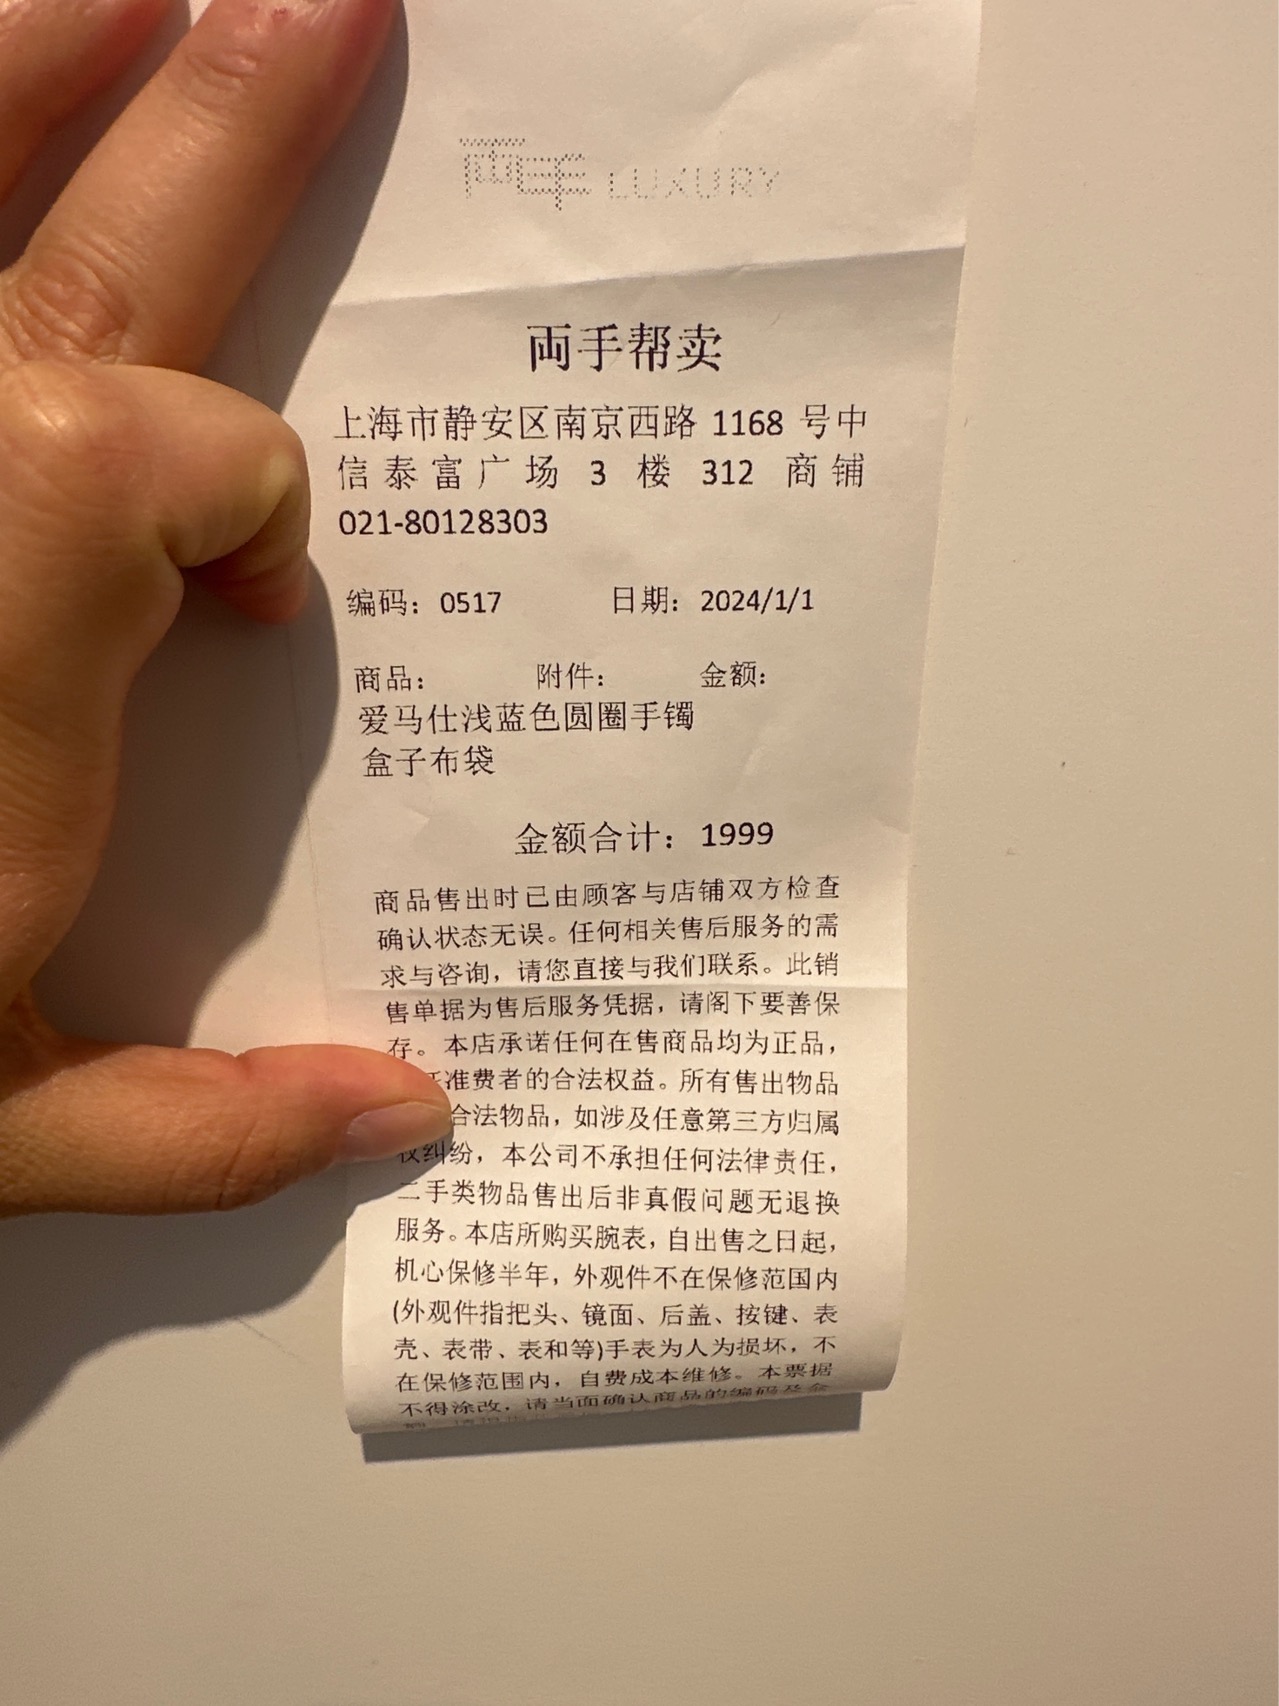 両手 LUXURY
両手帮卖
上海市静安区南京西路 1168 号中
信泰富广场 3 楼 312 商铺
021-80128303
编码：0517 日期：2024/1/1
商品： 附件： 金额：
爱马仕浅蓝色圆圈手镯
盒子布袋
金额合计：1999
商品售出时已由顾客与店铺双方检查
确认状态无误。任何相关售后服务的需
求与咨询，请您直接与我们联系。此销
售单据为售后服务凭据，请阁下要善保
存。本店承诺任何在售商品均为正品，
准费者的合法权益。所有售出物品
合法物品，如涉及任意第三方归属
权纠纷，本公司不承担任何法律责任，
二手类物品售出后非真假问题无退换
服务。本店所购买腕表，自出售之日起，
机心保修半年，外观件不在保修范围内
(外观件指把头、镜面、后盖、按键、表
壳、表带、表和等)手表为人为损坏，不
在保修范围内，自费成本维修。本票据
不得涂改，请当面确认商品的编码及金